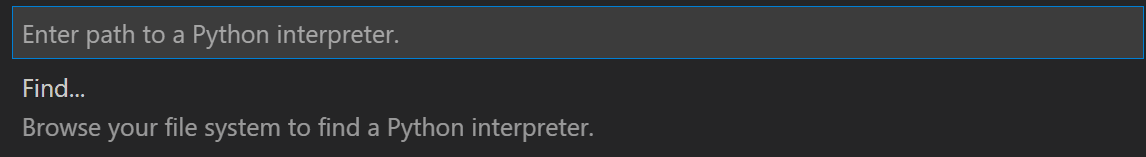 Enter path to a Python interpreter.
Find...
Browse your file system to find a Python interpreter.